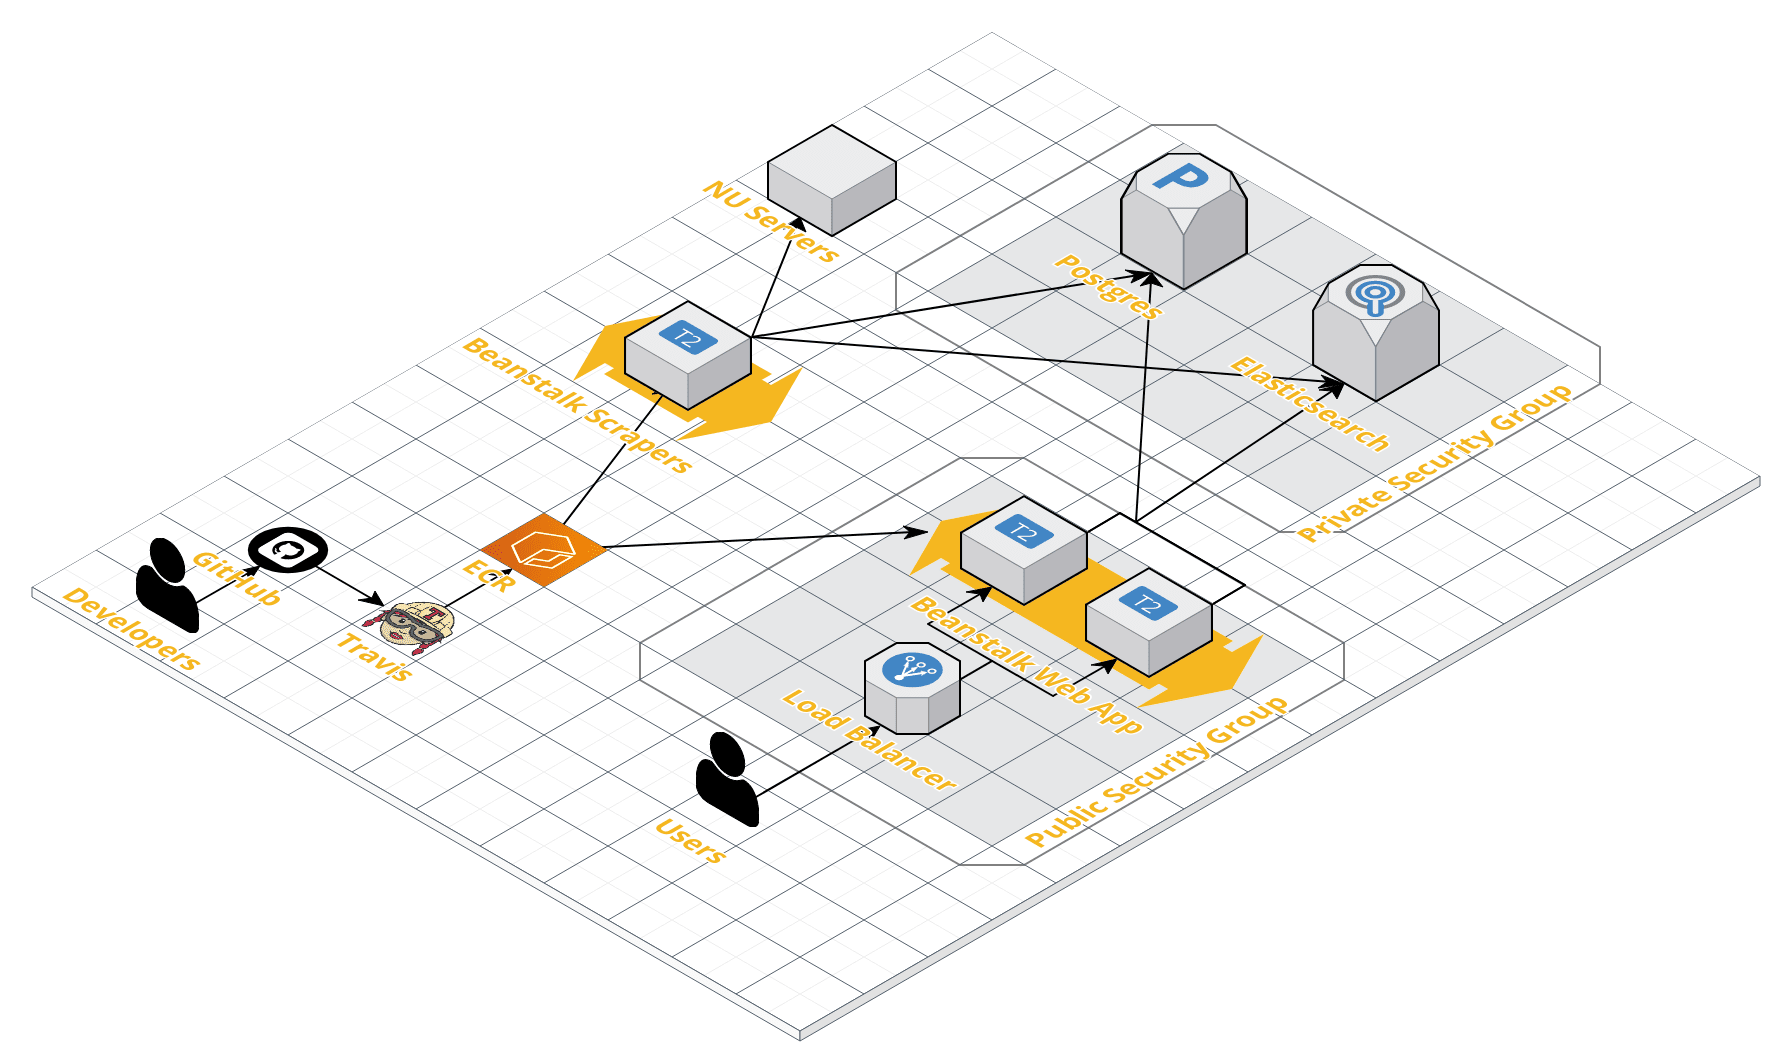 P
NU Servers
Postgres
T2
Beanstalk Scrapers
Elasticsearch
Private Security Group
T2
GitHub
ECR
Developers
Travis
T2
T
Beanstalk Web App
Load Balancer
Public Security Group
Users